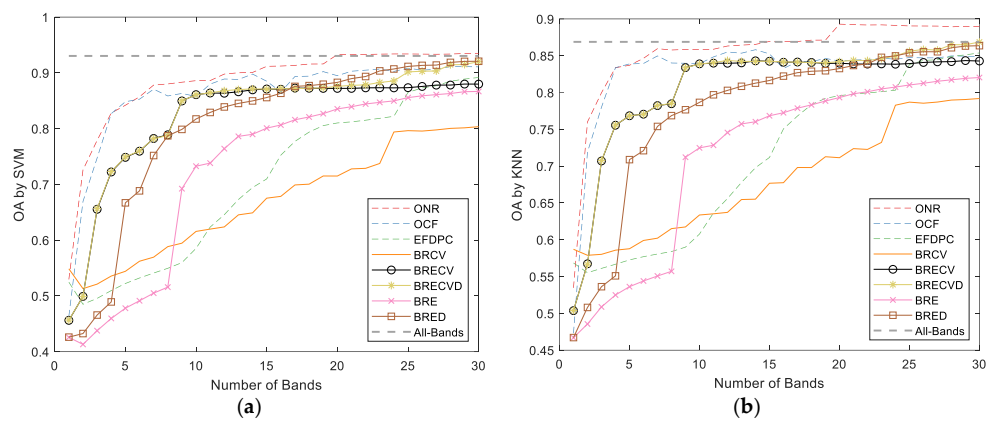 1
0.9
0.8
0.7
0.6
0.5
0.4
OA by SVM
0 5 10 15 20 25 30
Number of Bands
ONR
OCF
EFDPC
BRCV
BRECV
BRECVD
BRE
BRED
All-Bands
(a)
0.9
0.85
0.8
0.75
0.7
0.65
0.6
0.55
0.5
0.45
OA by KNN
0 5 10 15 20 25 30
Number of Bands
ONR
OCF
EFDPC
BRCV
BRECV
BRECVD
BRE
BRED
All-Bands
(b)